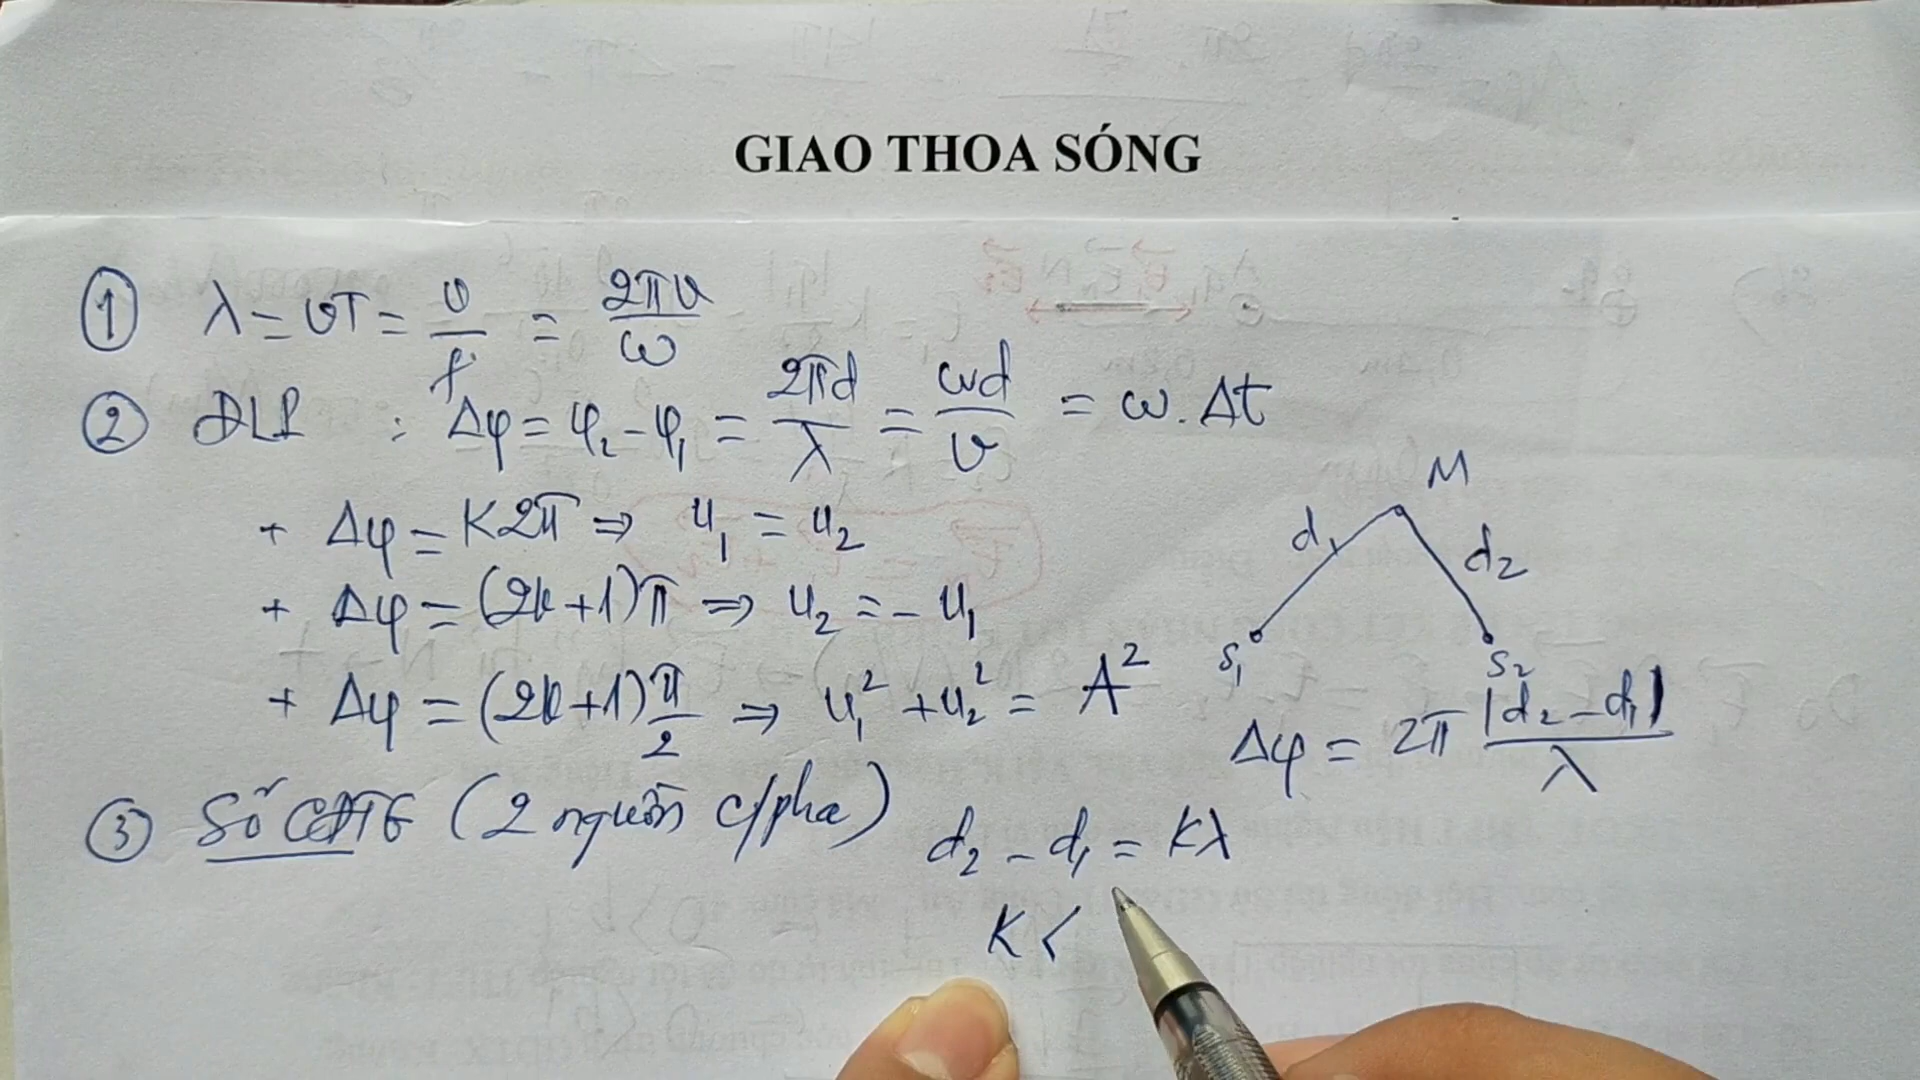 GIAO THOA SÓNG
① λ = vT = v/f = 2πv/ω
② ĐLP : Δφ = φ₂ - φ₁ = 2πd/λ = ωd/v = ω.Δt
+ Δφ = K2π ⇒ u₁ = u₂
+ Δφ = (2k+1)π ⇒ u₂ = - u₁
+ Δφ = (2k+1)π/2 ⇒ u₁² + u₂² = A²
M
d₁ d₂
S₁ S₂
Δφ = 2π |d₂ - d₁|/λ
③ Số CĐTG (2 nguồn c/pha) d₂ - d₁ = Kλ
K <